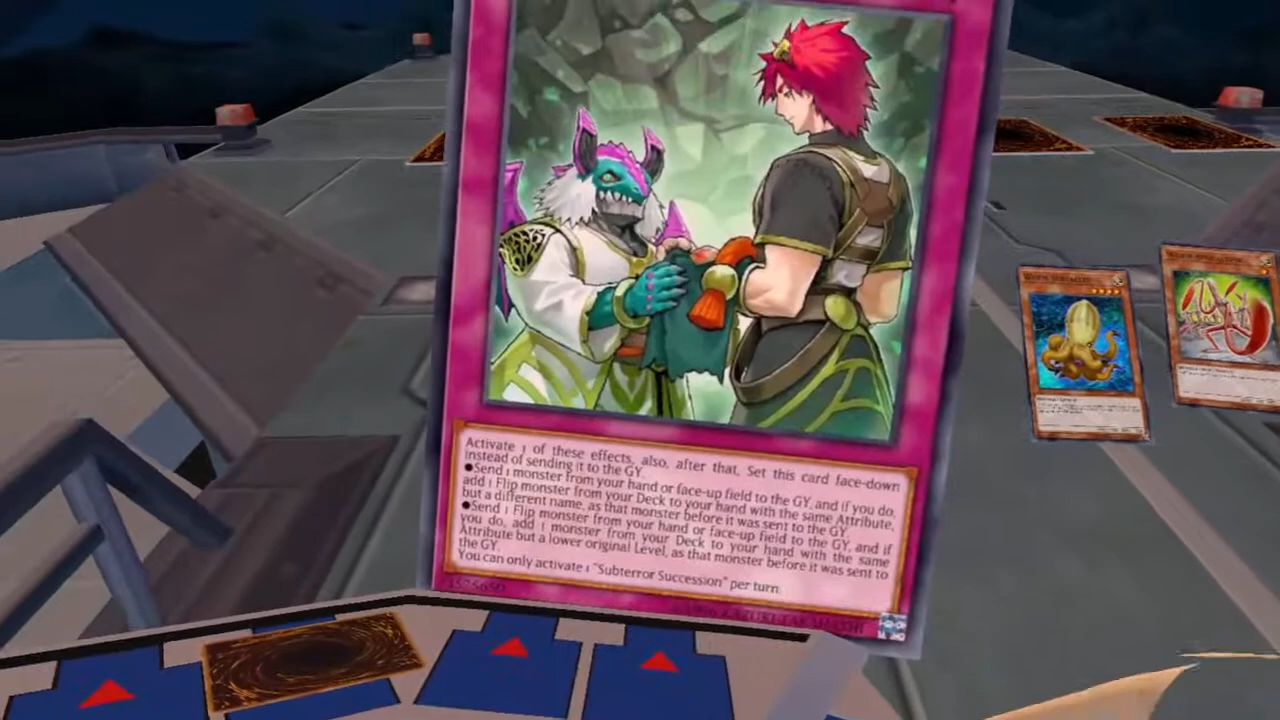 Activate 1 of these effects, also, after that, Set this card face-down
instead of sending it to the GY.
●Send 1 monster from your hand or face-up field to the GY, and if you do,
add 1 Flip monster from your Deck to your hand with the same Attribute,
but a different name, as that monster before it was sent to the GY.
●Send 1 Flip monster from your hand or face-up field to the GY, and if
you do, add 1 monster from your Deck to your hand with the same
Attribute but a lower original Level, as that monster before it was sent to
the GY.
You can only activate 1 "Subterror Succession" per turn.